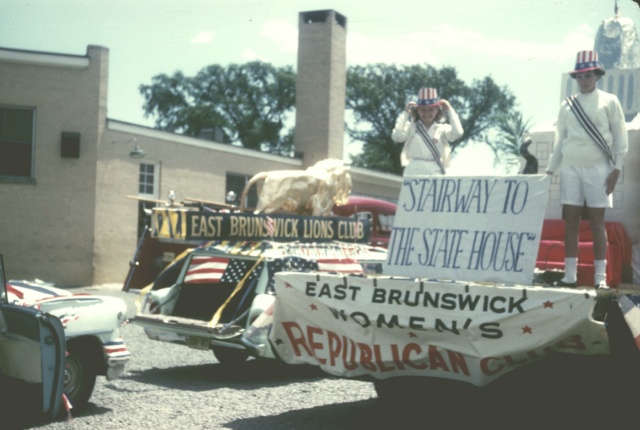 EAST BRUNSWICK LIONS CLUB
"STAIRWAY TO
THE STATE HOUSE"
EAST BRUNSWICK
WOMEN'S
REPUBLICAN CLUB